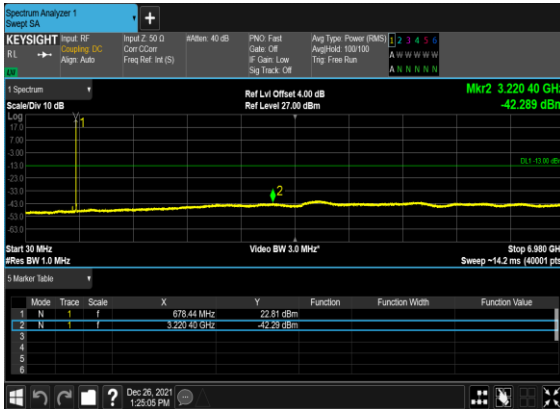 Spectrum Analyzer 1
Swept SA
+
KEYSIGHT Input: RF Input Z: 50 Ω #Atten: 40 dB PNO: Fast Avg Type: Power (RMS) 1 2 3 4 5 6
RL Coupling: DC Corr CCorr Gate: Off Avg|Hold: 100/100 A W W W W W
Align: Auto Freq Ref: Int (S) IF Gain: Low Trig: Free Run
Sig Track: Off A N N N N N
1 Spectrum Ref Lvl Offset 4.00 dB Mkr2 3.220 40 GHz
Scale/Div 10 dB Ref Level 27.00 dBm -42.289 dBm
Log
17.0 1
7.00
-3.00
-13.0 DL1 -13.00 dBm
-23.0
-33.0 2
-43.0
-53.0
-63.0
Start 30 MHz Video BW 3.0 MHz* Stop 6.980 GHz
#Res BW 1.0 MHz Sweep ~14.2 ms (40001 pts)
5 Marker Table
Mode Trace Scale X Y Function Function Width Function Value
1 N 1 f 678.44 MHz 22.81 dBm
2 N 1 f 3.220 40 GHz -42.29 dBm
3
4
5
6
? Dec 26, 2021
1:25:05 PM